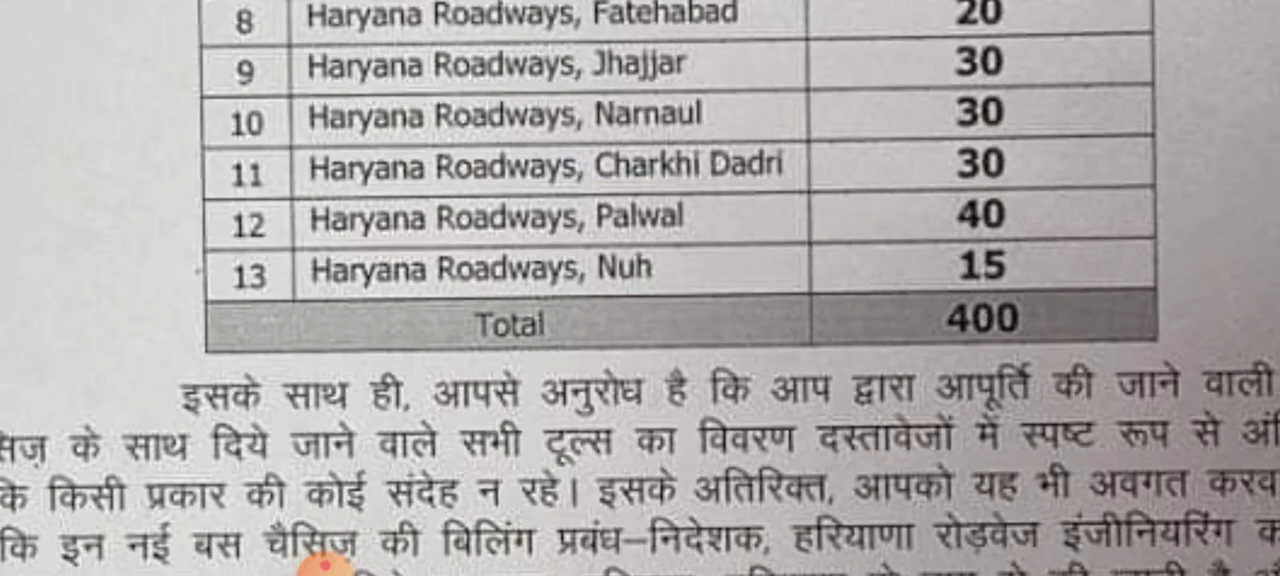 8 Haryana Roadways, Fatehabad 20
9 Haryana Roadways, Jhajjar 30
10 Haryana Roadways, Narnaul 30
11 Haryana Roadways, Charkhi Dadri 30
12 Haryana Roadways, Palwal 40
13 Haryana Roadways, Nuh 15
Total 400
इसके साथ ही, आपसे अनुरोध है कि आप द्वारा आपूर्ति की जाने वाली
के साथ दिये जाने वाले सभी टूल्स का विवरण दस्तावेजों में स्पष्ट रूप से
कि किसी प्रकार की कोई संदेह न रहे। इसके अतिरिक्त, आपको यह भी अवगत
कि इन नई बस चैसिज की बिलिंग प्रबंध–निदेशक, हरियाणा रोड़वेज इंजीनियरिंग